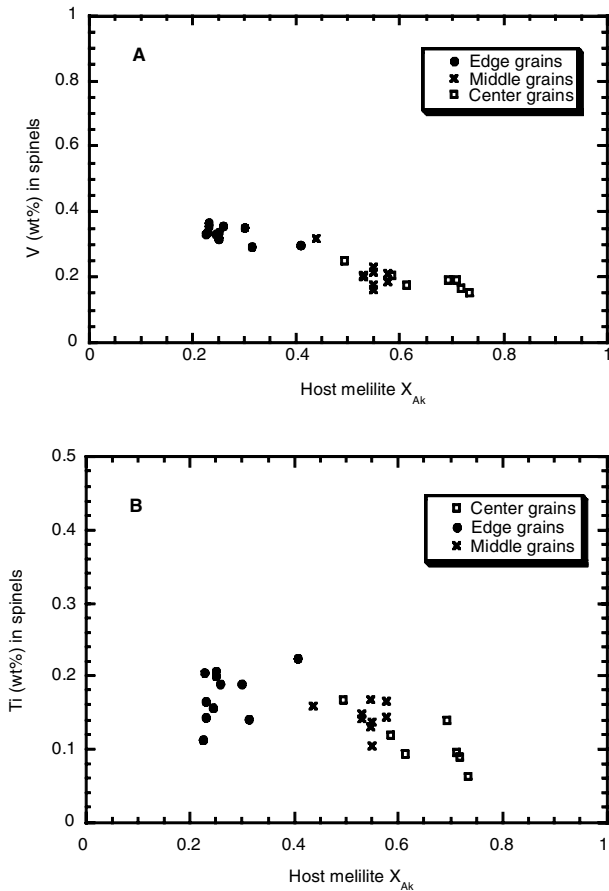 1
0.8
0.6
0.4
0.2
0
A
Edge grains
Middle grains
Center grains
V (wt%) in spinels
0 0.2 0.4 0.6 0.8 1
Host melilite X_Ak
0.5
0.4
0.3
0.2
0.1
0
B
Center grains
Edge grains
Middle grains
Ti (wt%) in spinels
0 0.2 0.4 0.6 0.8 1
Host melilite X_Ak